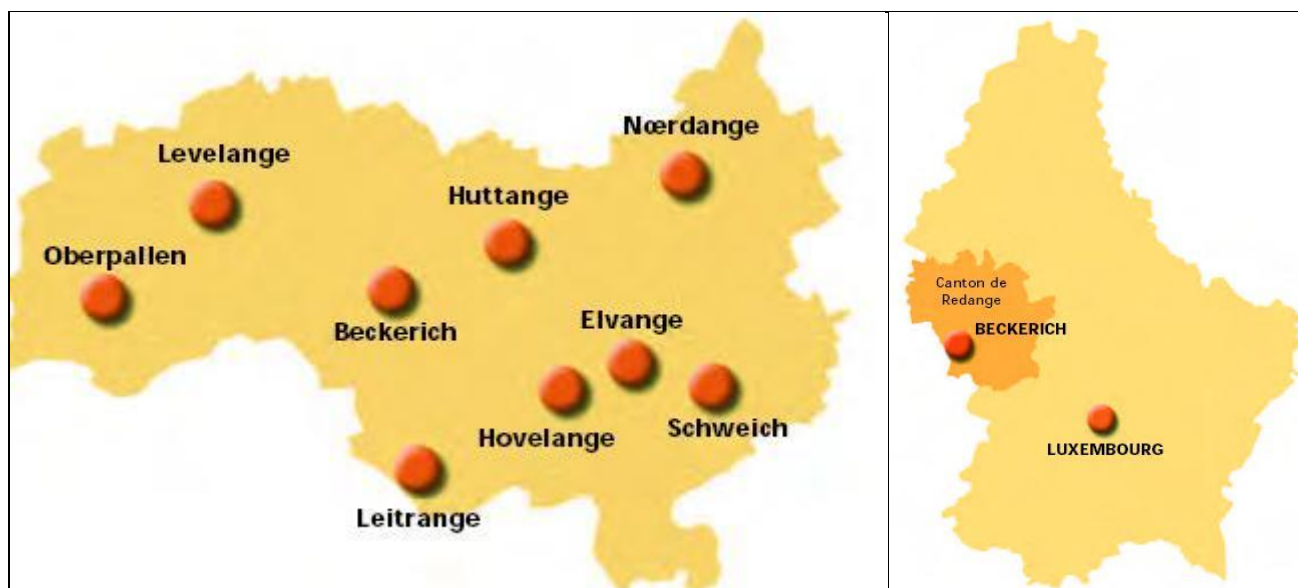 Nœrdange
Levelange
Huttange
Oberpallen
Beckerich
Elvange
Hovelange
Schweich
Leitrange
Canton de
Redange
BECKERICH
LUXEMBOURG